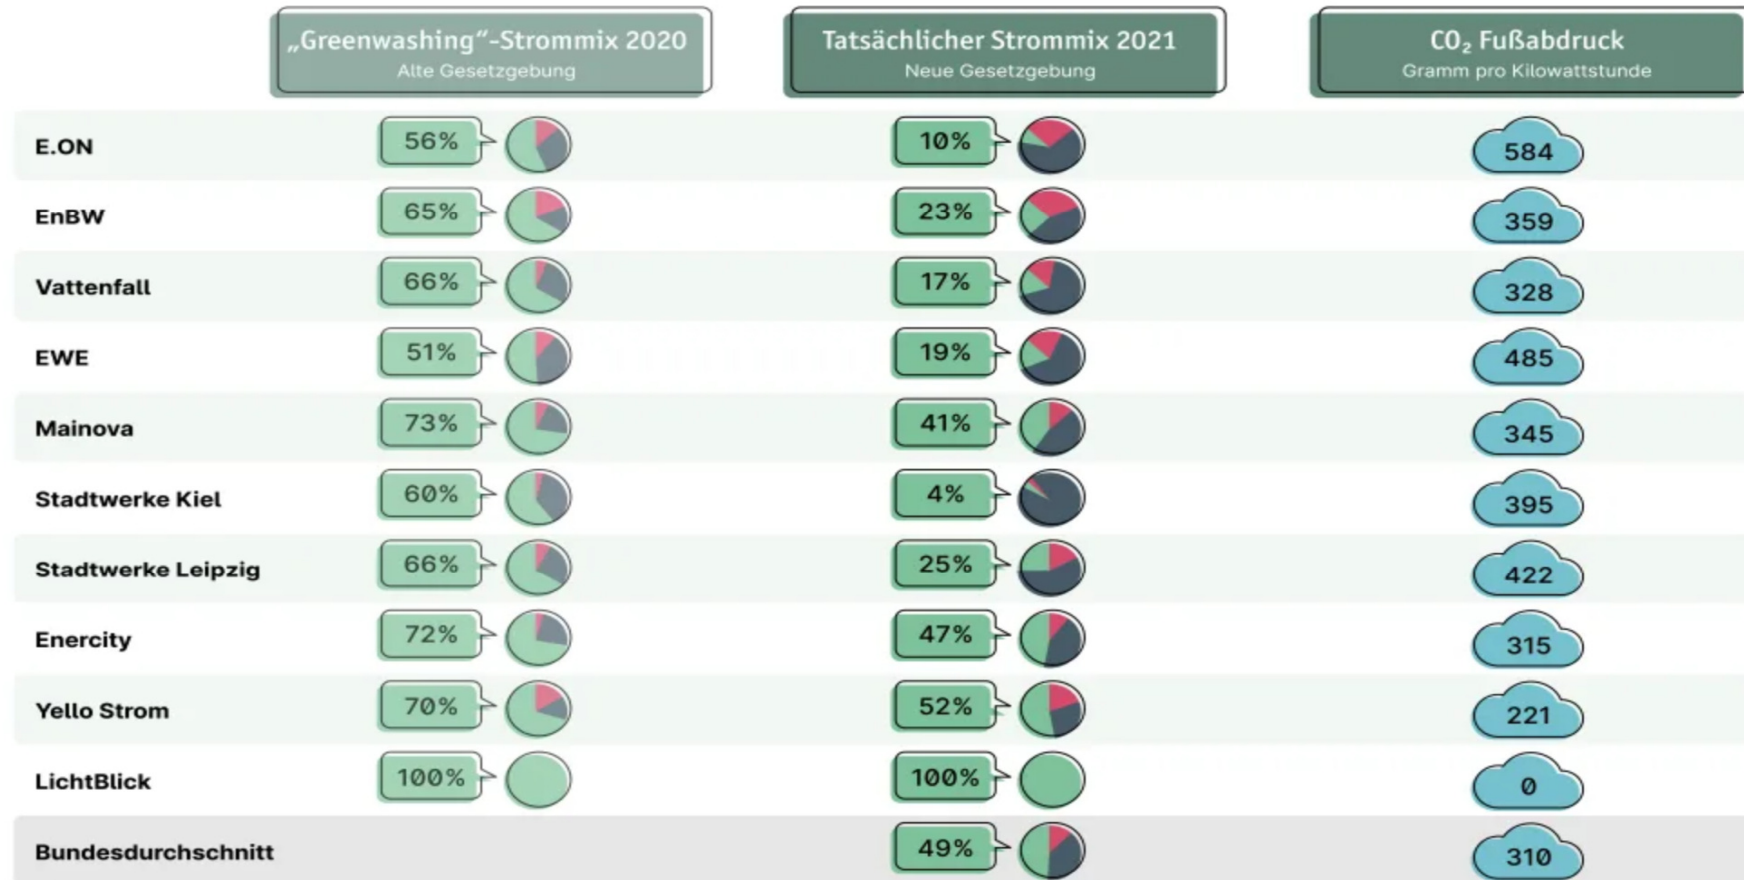 „Greenwashing“-Strommix 2020
Alte Gesetzgebung
Tatsächlicher Strommix 2021
Neue Gesetzgebung
CO₂ Fußabdruck
Gramm pro Kilowattstunde
E.ON 56% 10% 584
EnBW 65% 23% 359
Vattenfall 66% 17% 328
EWE 51% 19% 485
Mainova 73% 41% 345
Stadtwerke Kiel 60% 4% 395
Stadtwerke Leipzig 66% 25% 422
Enercity 72% 47% 315
Yello Strom 70% 52% 221
LichtBlick 100% 100% 0
Bundesdurchschnitt 49% 310